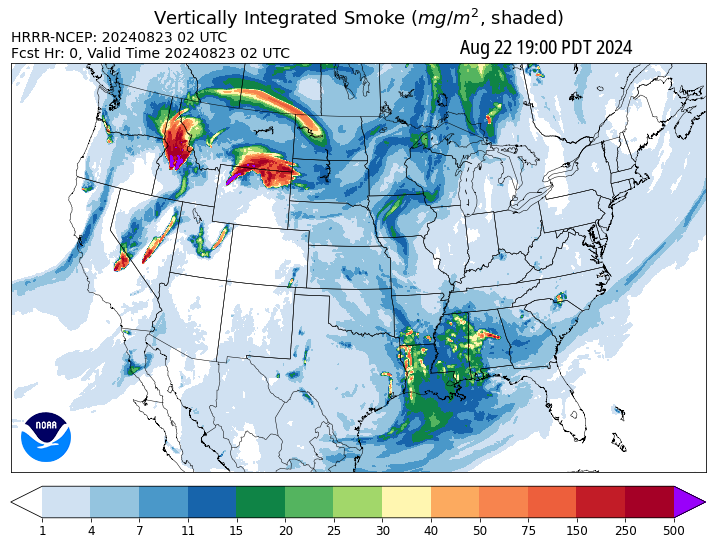 Vertically Integrated Smoke (mg/m², shaded)
HRRR-NCEP: 20240823 02 UTC
Fcst Hr: 0, Valid Time 20240823 02 UTC
Aug 22 19:00 PDT 2024
NOAA
1 4 7 11 15 20 25 30 40 50 75 150 250 500